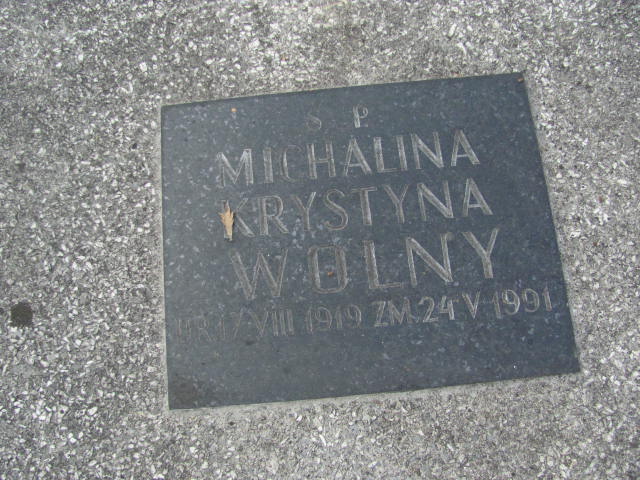 Ś P
MICHALINA
KRYSTYNA
WOLNY
UR. 17 VIII 1919 ZM. 24 V 1991